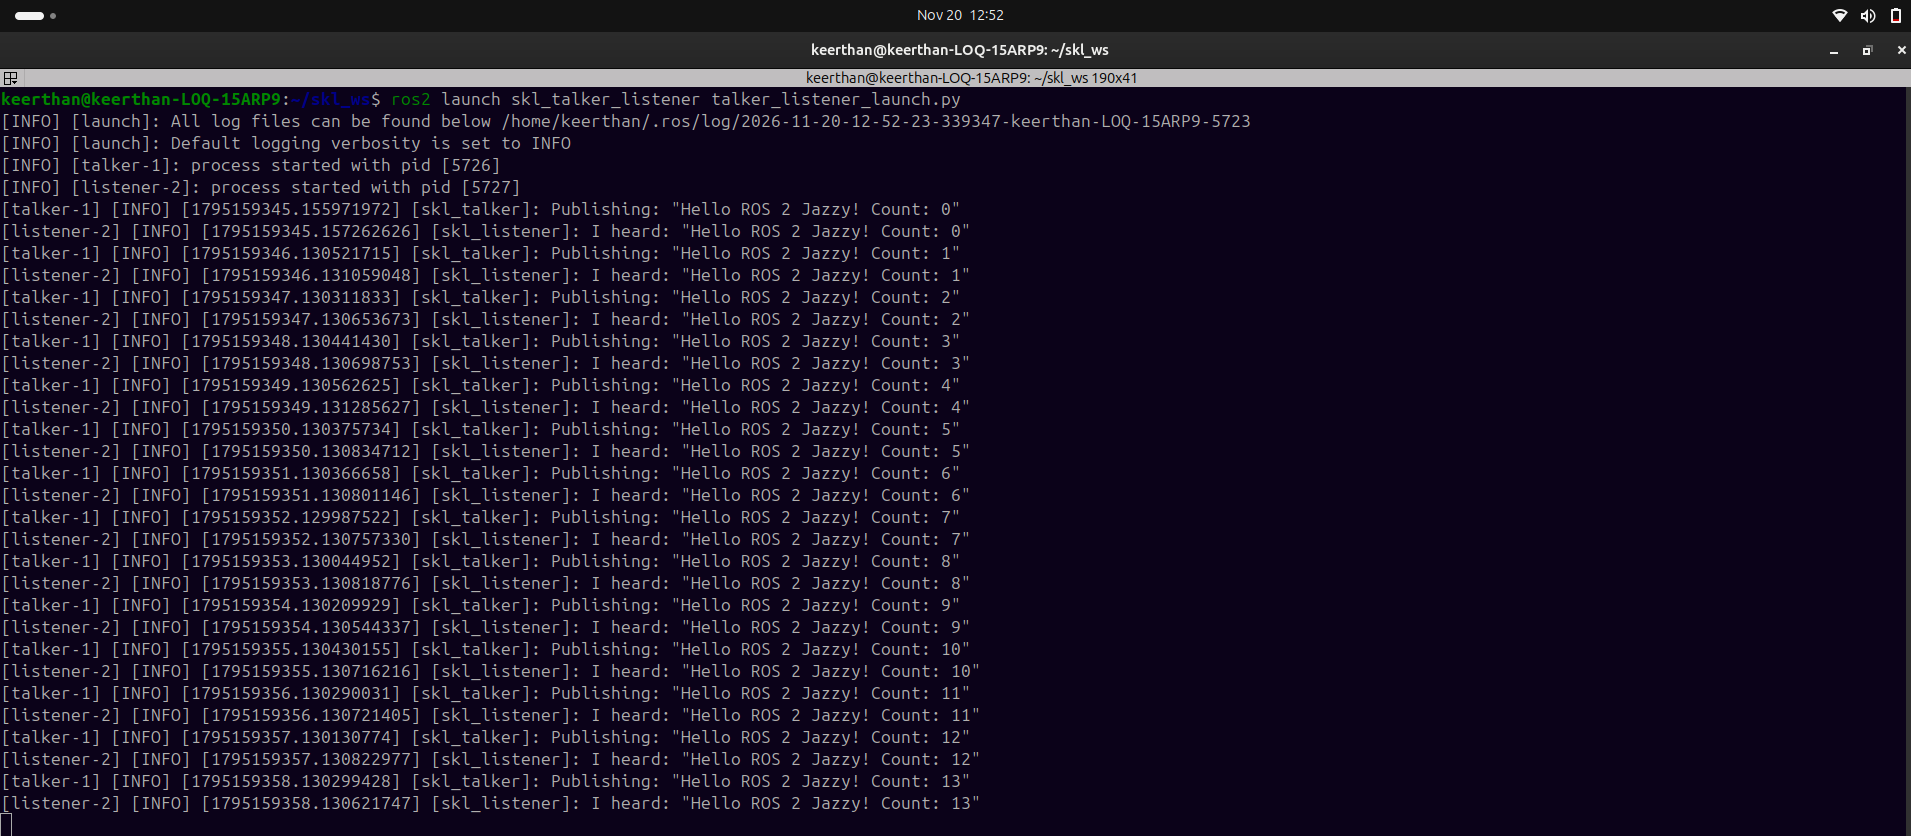 Nov 20 12:52
keerthan@keerthan-LOQ-15ARP9: ~/skl_ws
keerthan@keerthan-LOQ-15ARP9: ~/skl_ws 190x41
keerthan@keerthan-LOQ-15ARP9:~/skl_ws$ ros2 launch skl_talker_listener talker_listener_launch.py
[INFO] [launch]: All log files can be found below /home/keerthan/.ros/log/2026-11-20-12-52-23-339347-keerthan-LOQ-15ARP9-5723
[INFO] [launch]: Default logging verbosity is set to INFO
[INFO] [talker-1]: process started with pid [5726]
[INFO] [listener-2]: process started with pid [5727]
[talker-1] [INFO] [1795159345.155971972] [skl_talker]: Publishing: "Hello ROS 2 Jazzy! Count: 0"
[listener-2] [INFO] [1795159345.157262626] [skl_listener]: I heard: "Hello ROS 2 Jazzy! Count: 0"
[talker-1] [INFO] [1795159346.130521715] [skl_talker]: Publishing: "Hello ROS 2 Jazzy! Count: 1"
[listener-2] [INFO] [1795159346.131059048] [skl_listener]: I heard: "Hello ROS 2 Jazzy! Count: 1"
[talker-1] [INFO] [1795159347.130311833] [skl_talker]: Publishing: "Hello ROS 2 Jazzy! Count: 2"
[listener-2] [INFO] [1795159347.130653673] [skl_listener]: I heard: "Hello ROS 2 Jazzy! Count: 2"
[talker-1] [INFO] [1795159348.130441430] [skl_talker]: Publishing: "Hello ROS 2 Jazzy! Count: 3"
[listener-2] [INFO] [1795159348.130698753] [skl_listener]: I heard: "Hello ROS 2 Jazzy! Count: 3"
[talker-1] [INFO] [1795159349.130562625] [skl_talker]: Publishing: "Hello ROS 2 Jazzy! Count: 4"
[listener-2] [INFO] [1795159349.131285627] [skl_listener]: I heard: "Hello ROS 2 Jazzy! Count: 4"
[talker-1] [INFO] [1795159350.130375734] [skl_talker]: Publishing: "Hello ROS 2 Jazzy! Count: 5"
[listener-2] [INFO] [1795159350.130834712] [skl_listener]: I heard: "Hello ROS 2 Jazzy! Count: 5"
[talker-1] [INFO] [1795159351.130366658] [skl_talker]: Publishing: "Hello ROS 2 Jazzy! Count: 6"
[listener-2] [INFO] [1795159351.130801146] [skl_listener]: I heard: "Hello ROS 2 Jazzy! Count: 6"
[talker-1] [INFO] [1795159352.129987522] [skl_talker]: Publishing: "Hello ROS 2 Jazzy! Count: 7"
[listener-2] [INFO] [1795159352.130757330] [skl_listener]: I heard: "Hello ROS 2 Jazzy! Count: 7"
[talker-1] [INFO] [1795159353.130044952] [skl_talker]: Publishing: "Hello ROS 2 Jazzy! Count: 8"
[listener-2] [INFO] [1795159353.130818776] [skl_listener]: I heard: "Hello ROS 2 Jazzy! Count: 8"
[talker-1] [INFO] [1795159354.130209929] [skl_talker]: Publishing: "Hello ROS 2 Jazzy! Count: 9"
[listener-2] [INFO] [1795159354.130544337] [skl_listener]: I heard: "Hello ROS 2 Jazzy! Count: 9"
[talker-1] [INFO] [1795159355.130430155] [skl_talker]: Publishing: "Hello ROS 2 Jazzy! Count: 10"
[listener-2] [INFO] [1795159355.130716216] [skl_listener]: I heard: "Hello ROS 2 Jazzy! Count: 10"
[talker-1] [INFO] [1795159356.130290031] [skl_talker]: Publishing: "Hello ROS 2 Jazzy! Count: 11"
[listener-2] [INFO] [1795159356.130721405] [skl_listener]: I heard: "Hello ROS 2 Jazzy! Count: 11"
[talker-1] [INFO] [1795159357.130130774] [skl_talker]: Publishing: "Hello ROS 2 Jazzy! Count: 12"
[listener-2] [INFO] [1795159357.130822977] [skl_listener]: I heard: "Hello ROS 2 Jazzy! Count: 12"
[talker-1] [INFO] [1795159358.130299428] [skl_talker]: Publishing: "Hello ROS 2 Jazzy! Count: 13"
[listener-2] [INFO] [1795159358.130621747] [skl_listener]: I heard: "Hello ROS 2 Jazzy! Count: 13"